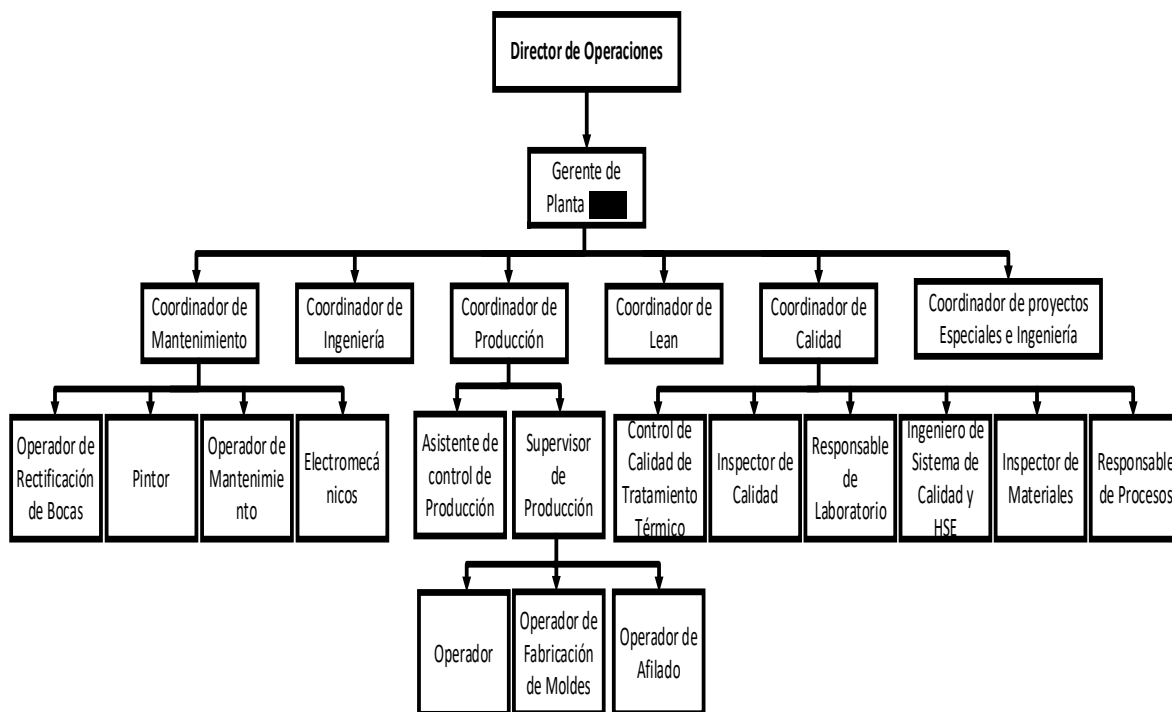 Director de Operaciones
Gerente de
Planta
Coordinador de
Mantenimiento
Coordinador de
Ingeniería
Coordinador de
Producción
Coordinador de
Lean
Coordinador de
Calidad
Coordinador de proyectos
Especiales e Ingeniería
Operador de
Rectificación
de Bocas
Pintor
Operador de
Mantenimie
nto
Electromecá
nicos
Asistente de
control de
Producción
Supervisor
de
Producción
Control de
Calidad de
Tratamiento
Térmico
Inspector de
Calidad
Responsable
de
Laboratorio
Ingeniero de
Sistema de
Calidad y
HSE
Inspector de
Materiales
Responsable
de Procesos
Operador
Operador de
Fabricación
de Moldes
Operador de
Afilado